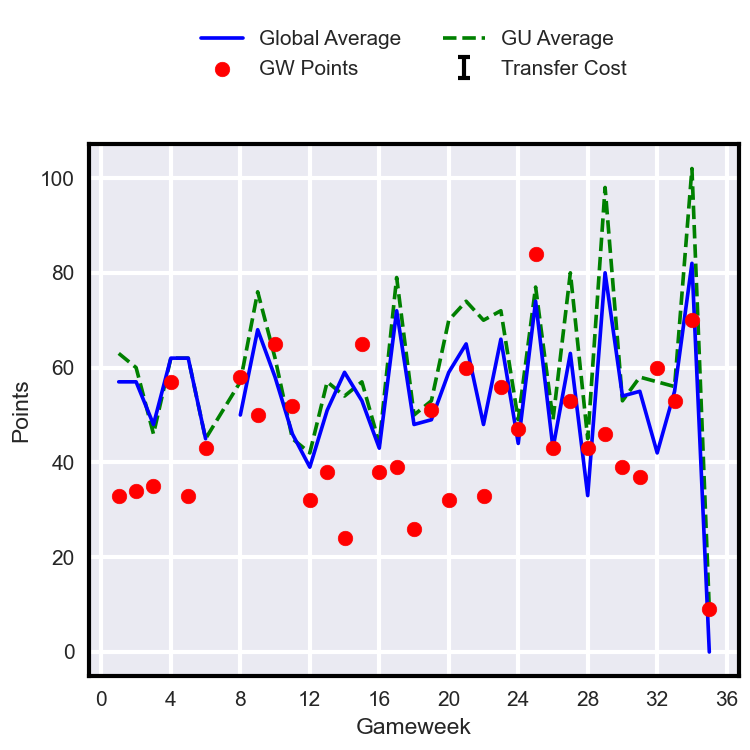 Global Average
GU Average
GW Points
Transfer Cost
Points
100
80
60
40
20
0
0 4 8 12 16 20 24 28 32 36
Gameweek